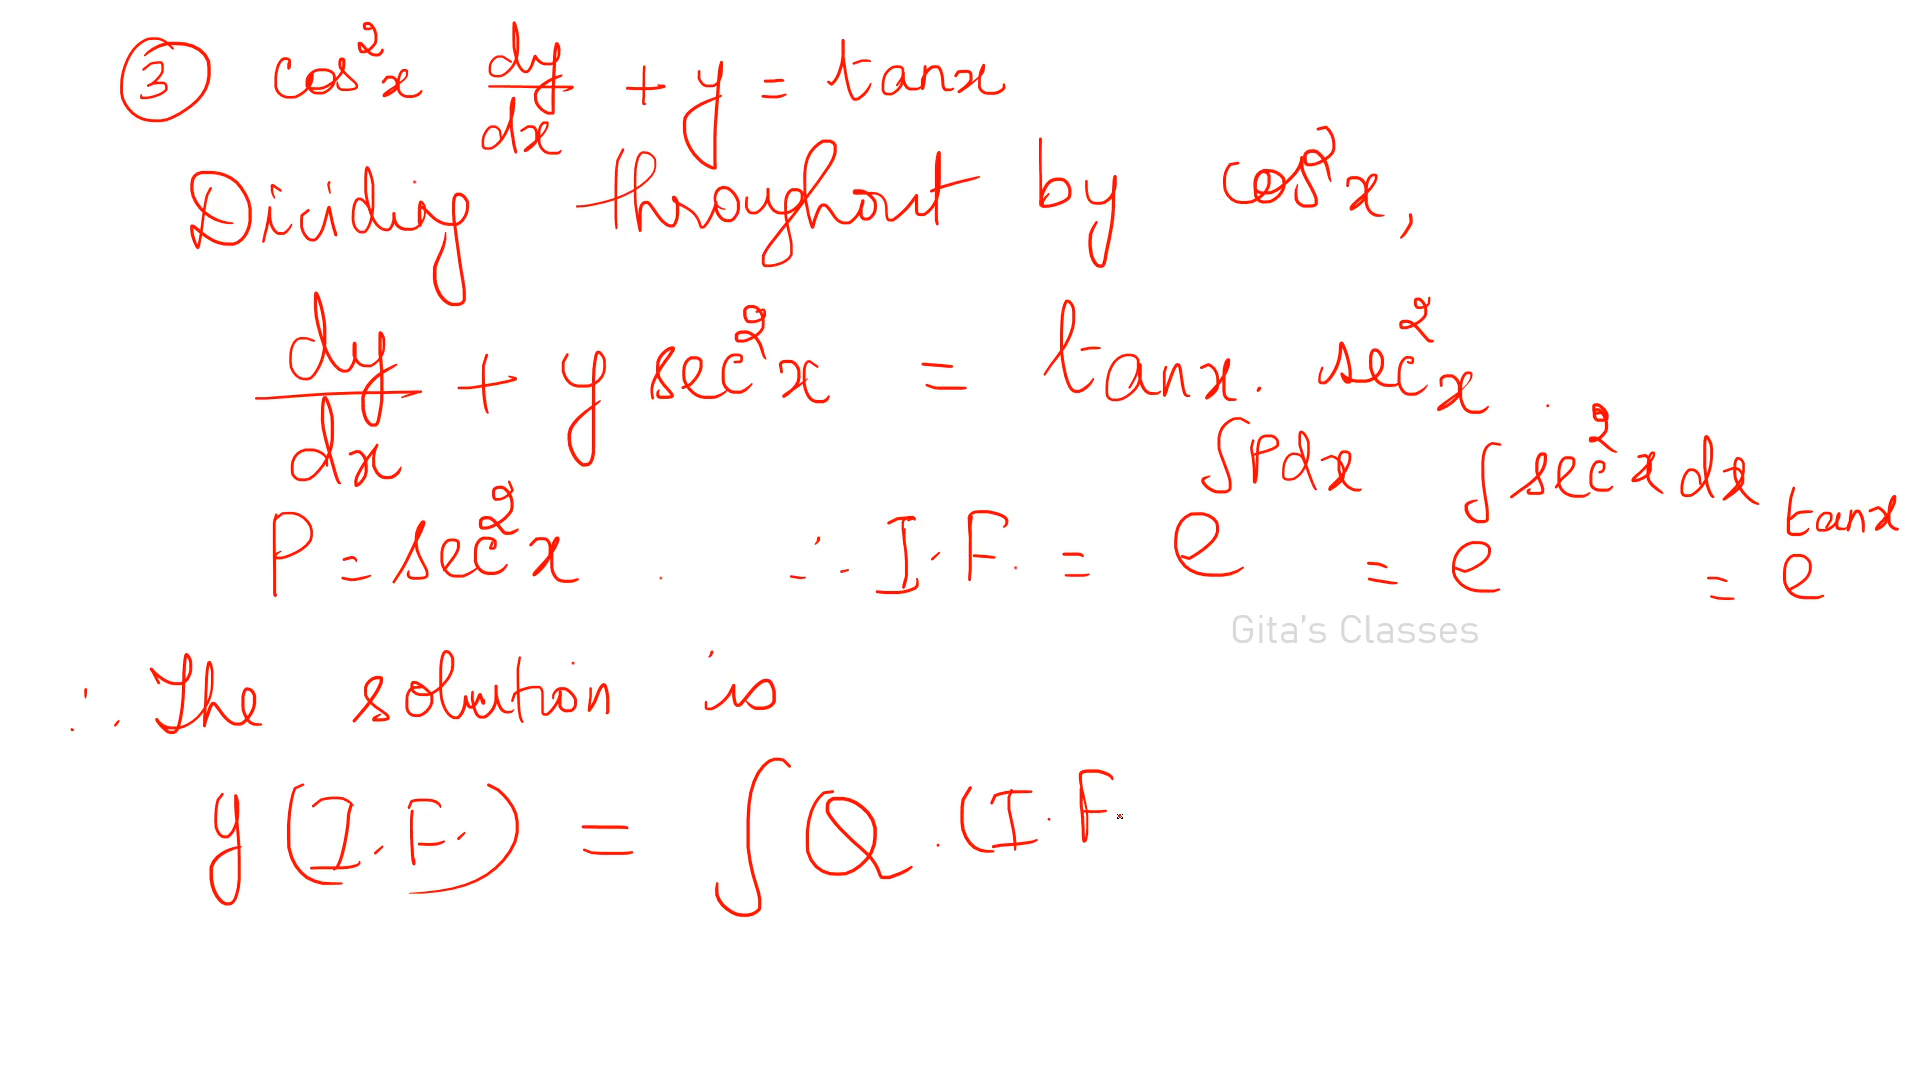 ③ cos²x dy/dx + y = tanx
Dividing throughout by cos²x,
dy/dx + y sec²x = tanx. sec²x
P = sec²x ∴ I.F. = e^∫Pdx = e^∫sec²x dx = e^tanx
Gita's Classes
∴ The solution is
y (I.F.) = ∫ Q . (I.F